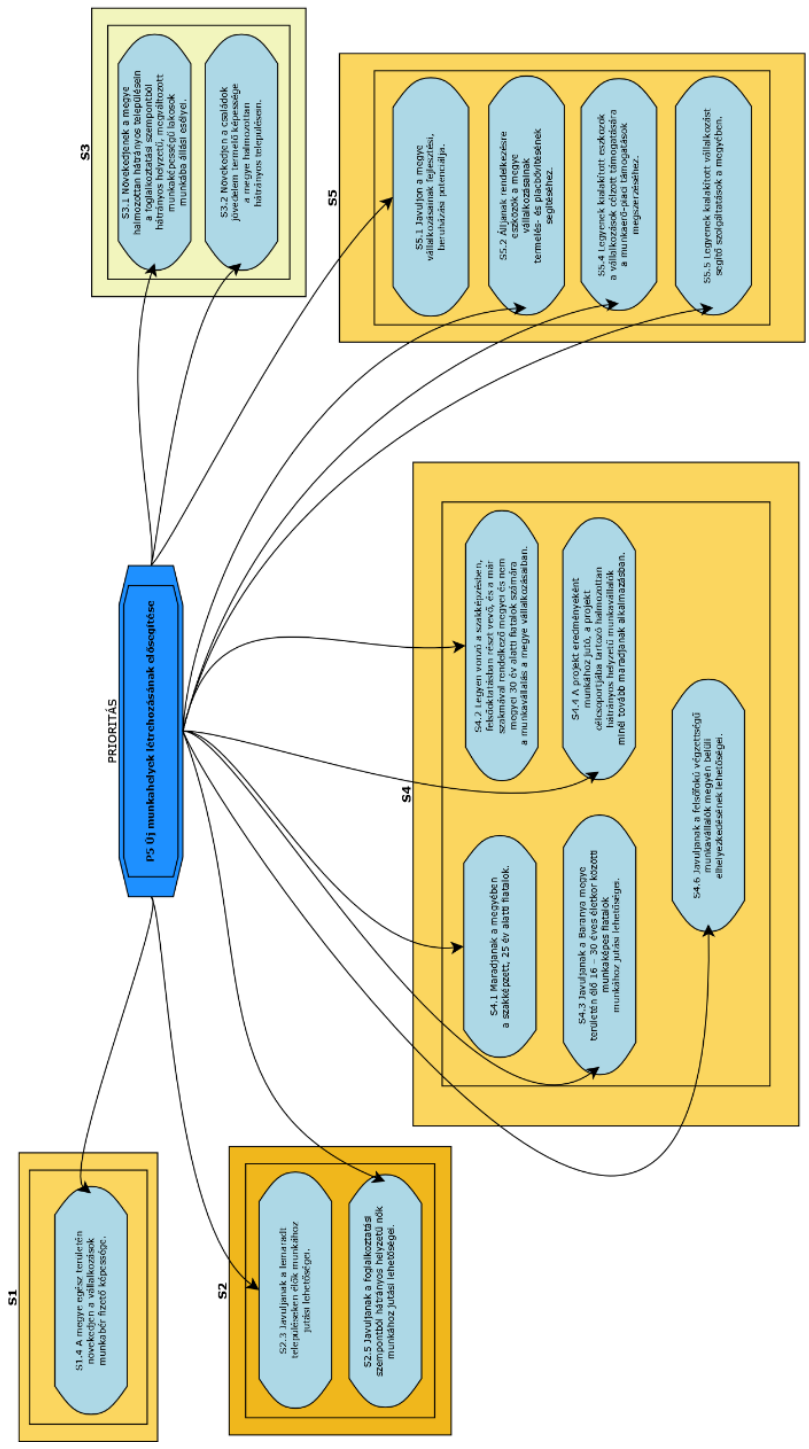 PRIORITÁS
P5 Új munkahelyek létrehozásának elősegítése
S1
S1.4 A megye egész területén
növekedjen a vállalkozások
munkabér fizető képessége.
S2
S2.3 Javuljanak a lemaradt
településeken élők munkához
jutási lehetőségei.
S2.5 Javuljanak a foglalkoztatási
szempontból hátrányos helyzetű nők
munkához jutási lehetőségei.
S4
S4.1 Maradjanak a megyében
a szakképzett, 25 év alatti fiatalok.
S4.2 Legyen vonzó a szakképzésben,
felsőoktatásban részt vevő, és a már
szakmával rendelkező megyei és nem
megyei 30 év alatti fiatalok számára
a munkavállalás a megye vállalkozásaiban.
S4.3 Javuljanak a Baranya megye
területén élő 16 – 30 éves életkor közötti
munkaképes fiatalok
munkához jutási lehetőségei.
S4.4 A projekt eredményeként
munkához jutó, a projekt
célcsoportjába tartozó halmozottan
hátrányos helyzetű munkavállalók
minél tovább maradjanak alkalmazásban.
S4.6 Javuljanak a felsőfokú végzettségű
munkavállalók megyén belüli
elhelyezkedésének lehetőségei.
S3
S3.1 Növekedjenek a megye
halmozottan hátrányos településein
a foglalkoztatási szempontból
hátrányos helyzetű, megváltozott
munkaképességű lakosok
munkába állási esélyei.
S3.2 Növekedjen a családok
jövedelem termelő képessége
a megye halmozottan
hátrányos településein.
S5
S5.1 Javuljon a megye
vállalkozásainak fejlesztési,
beruházási potenciálja.
S5.2 Álljanak rendelkezésre
eszközök a megye
vállalkozásainak
termelés- és piacbővítésének
segítéséhez.
S5.4 Legyenek kialakított eszközök
a vállalkozások célzott támogatására
a munkaerő-piaci támogatások
megszerzéséhez.
S5.5 Legyenek kialakított vállalkozást
segítő szolgáltatások a megyében.